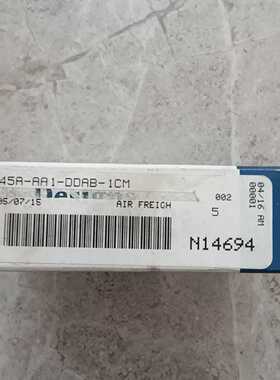 45A-AA1-DDAB-1CM
05/07/15
AIR FREIGH
002
5
N14694
04/16 AM
00001